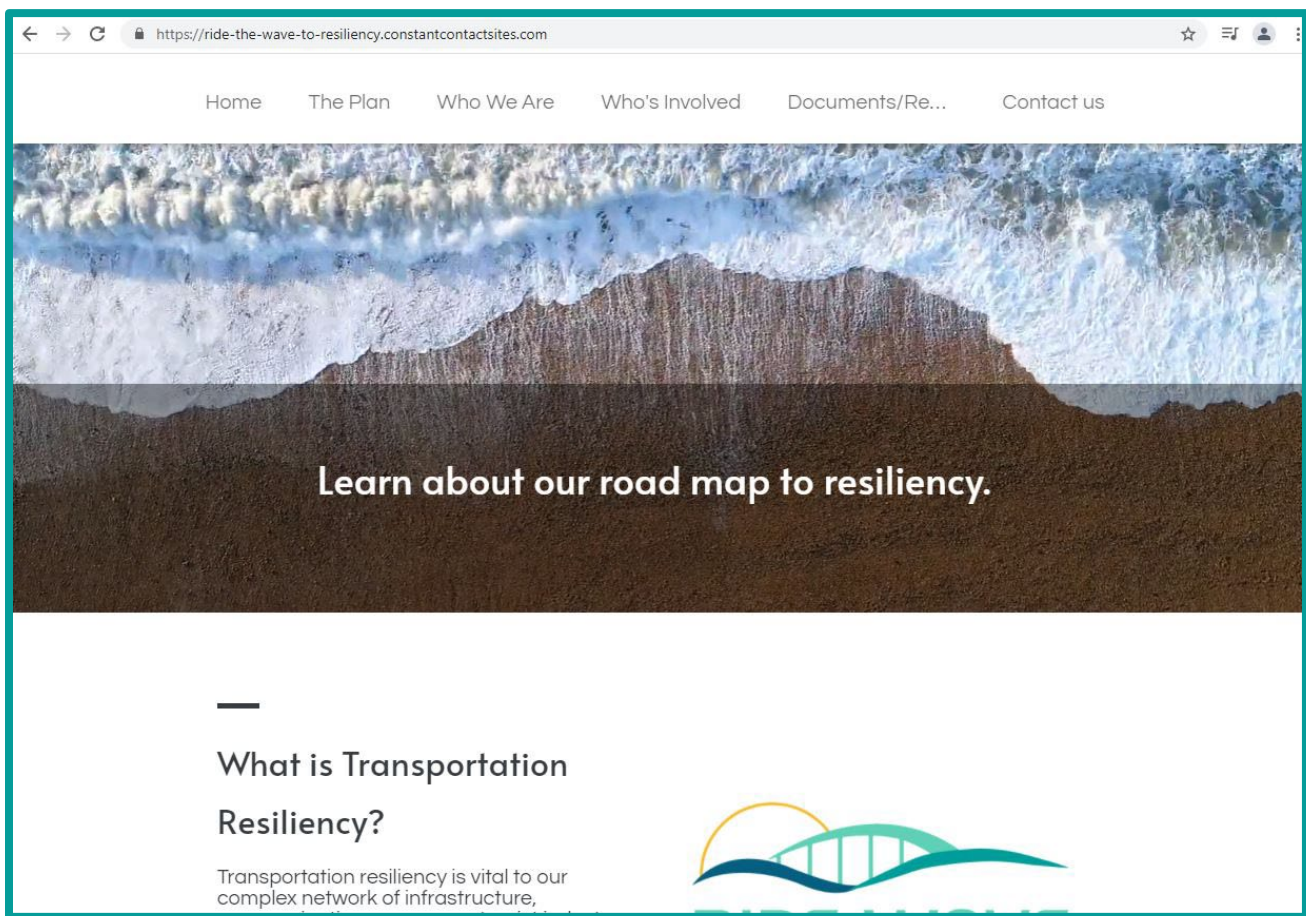 https://ride-the-wave-to-resiliency.constantcontactsites.com
Home The Plan Who We Are Who's Involved Documents/Re... Contact us
Learn about our road map to resiliency.
What is Transportation
Resiliency?
Transportation resiliency is vital to our
complex network of infrastructure,